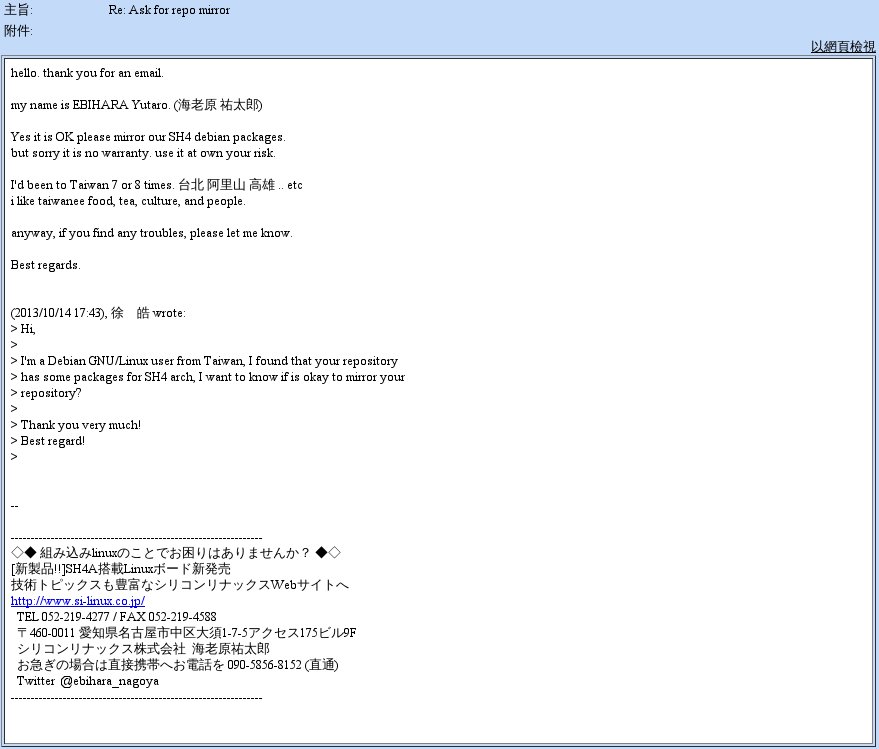 主旨: Re: Ask for repo mirror
附件:
以網頁檢視
hello. thank you for an email.
my name is EBIHARA Yutaro. (海老原 祐太郎)
Yes it is OK please mirror our SH4 debian packages.
but sorry it is no warranty. use it at own your risk.
I'd been to Taiwan 7 or 8 times. 台北 阿里山 高雄 .. etc
i like taiwanee food, tea, culture, and people.
anyway, if you find any troubles, please let me know.
Best regards.
(2013/10/14 17:43), 徐　皓 wrote:
> Hi,
>
> I'm a Debian GNU/Linux user from Taiwan, I found that your repository
> has some packages for SH4 arch, I want to know if is okay to mirror your
> repository?
>
> Thank you very much!
> Best regard!
>
--
---------------------------------------------------------------
◇◆ 組み込みlinuxのことでお困りはありませんか？ ◆◇
[新製品!!]SH4A搭載Linuxボード新発売
技術トピックスも豊富なシリコンリナックスWebサイトへ
http://www.si-linux.co.jp/
TEL 052-219-4277 / FAX 052-219-4588
〒460-0011 愛知県名古屋市中区大須1-7-5アクセス175ビル9F
シリコンリナックス株式会社 海老原祐太郎
お急ぎの場合は直接携帯へお電話を 090-5856-8152 (直通)
Twitter @ebihara_nagoya
---------------------------------------------------------------